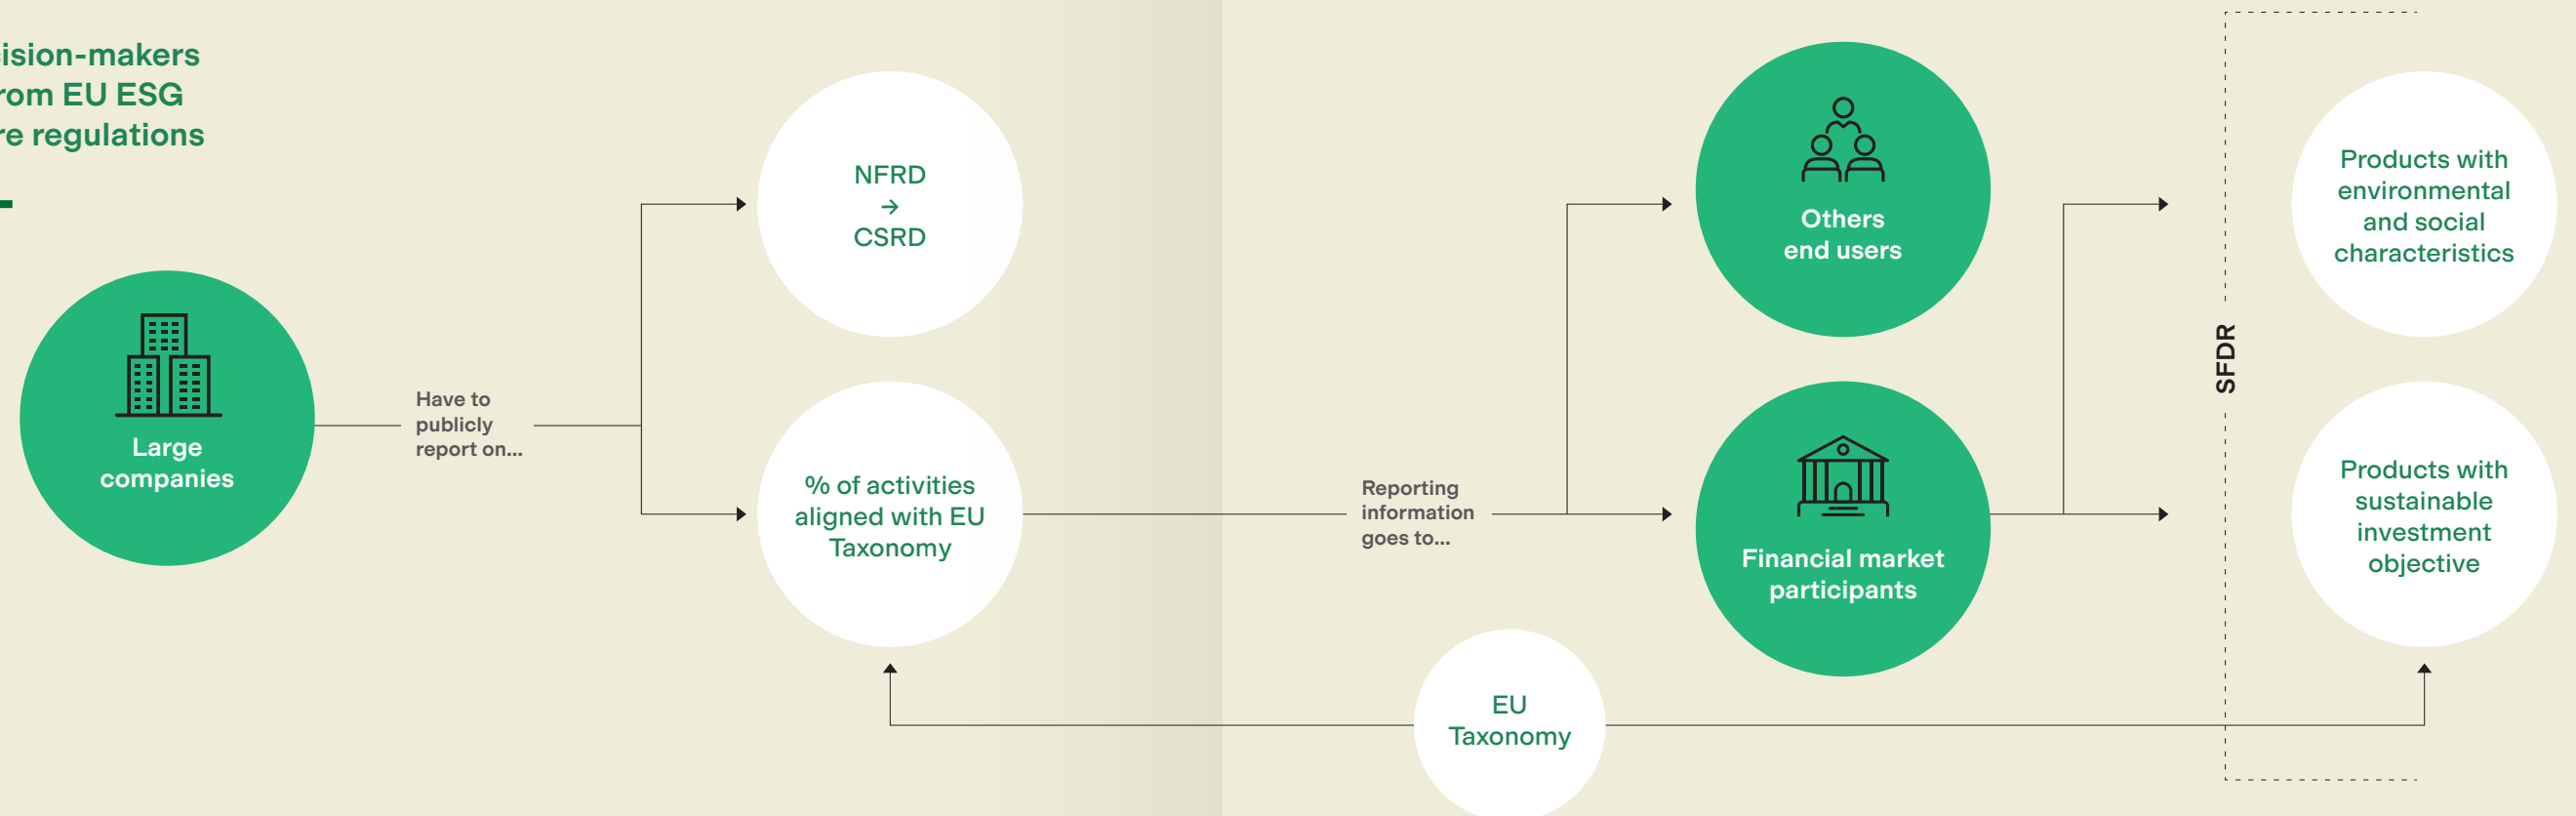 ision-makers
rom EU ESG
re regulations
Large
companies
Have to
publicly
report on...
NFRD
→
CSRD
% of activities
aligned with EU
Taxonomy
Reporting
information
goes to...
Others
end users
Financial market
participants
EU
Taxonomy
SFDR
Products with
environmental
and social
characteristics
Products with
sustainable
investment
objective